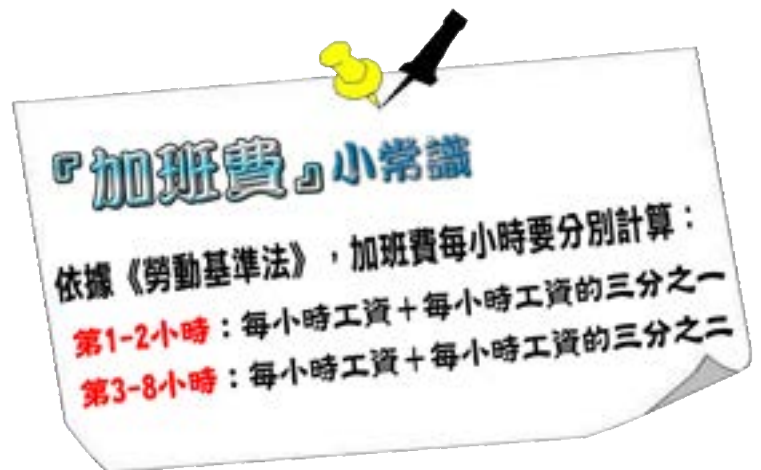 『加班費』小常識
依據《勞動基準法》，加班費每小時要分別計算：
第1-2小時：每小時工資＋每小時工資的三分之一
第3-8小時：每小時工資＋每小時工資的三分之二